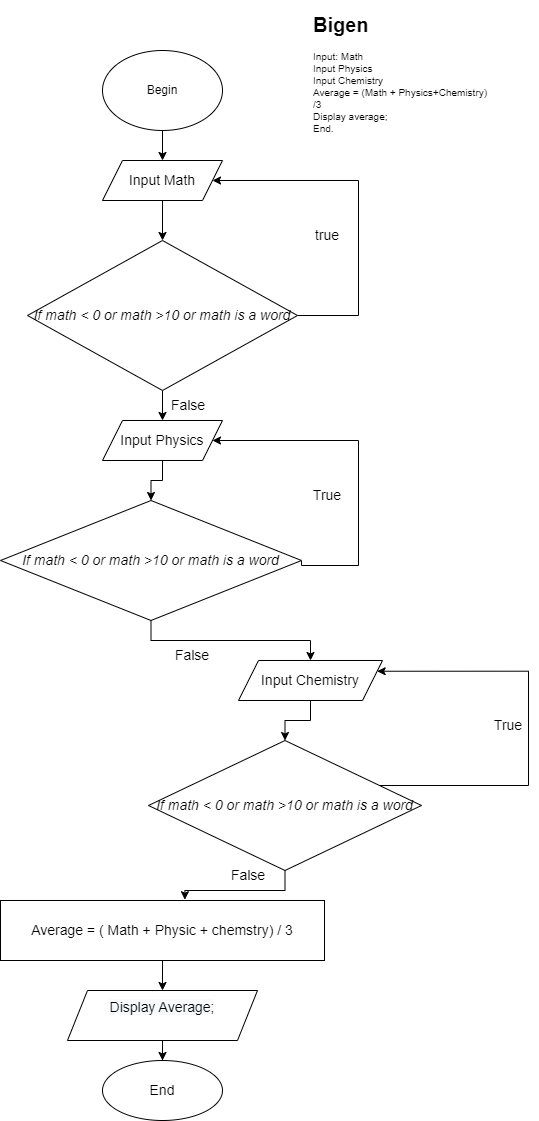 Bigen
Input: Math
Input Physics
Input Chemistry
Average = (Math + Physics+Chemistry)
/3
Display average;
End.
Begin
Input Math
true
If math < 0 or math >10 or math is a word
False
Input Physics
True
If math < 0 or math >10 or math is a word
False
Input Chemistry
True
If math < 0 or math >10 or math is a word
False
Average = ( Math + Physic + chemstry) / 3
Display Average;
End